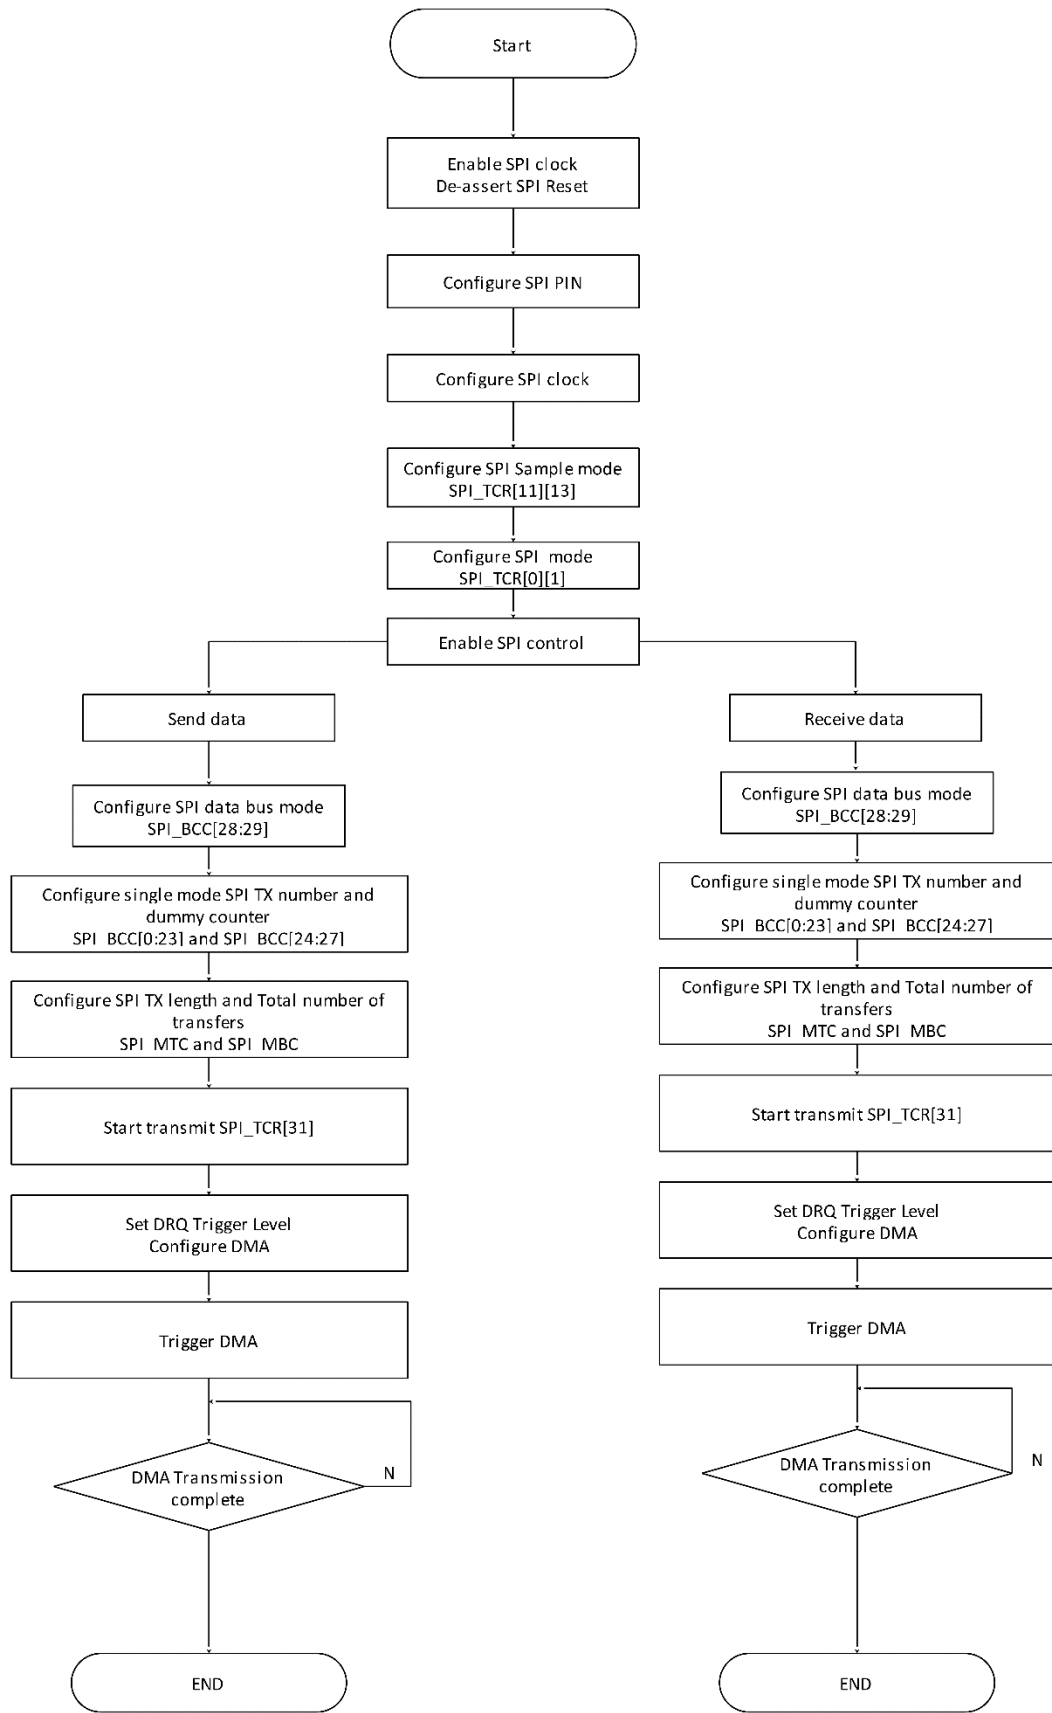 Start
Enable SPI clock
De-assert SPI Reset
Configure SPI PIN
Configure SPI clock
Configure SPI Sample mode
SPI_TCR[11][13]
Configure SPI mode
SPI_TCR[0][1]
Enable SPI control
Send data
Configure SPI data bus mode
SPI_BCC[28:29]
Configure single mode SPI TX number and
dummy counter
SPI_BCC[0:23] and SPI_BCC[24:27]
Configure SPI TX length and Total number of
transfers
SPI_MTC and SPI_MBC
Start transmit SPI_TCR[31]
Set DRQ Trigger Level
Configure DMA
Trigger DMA
DMA Transmission
complete
N
END
Receive data
Configure SPI data bus mode
SPI_BCC[28:29]
Configure single mode SPI TX number and
dummy counter
SPI_BCC[0:23] and SPI_BCC[24:27]
Configure SPI TX length and Total number of
transfers
SPI_MTC and SPI_MBC
Start transmit SPI_TCR[31]
Set DRQ Trigger Level
Configure DMA
Trigger DMA
DMA Transmission
complete
N
END